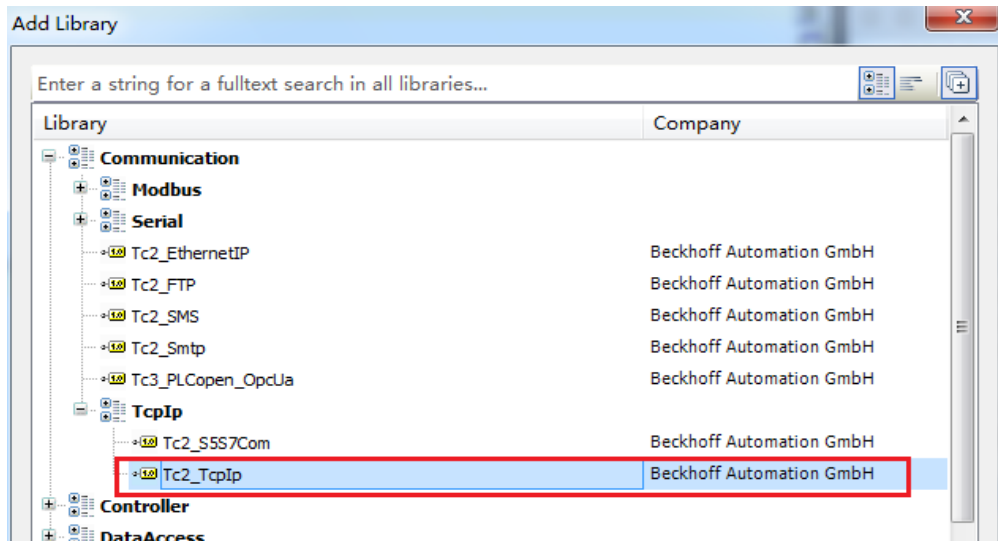 Add Library
Enter a string for a fulltext search in all libraries...
Library Company
Communication
Modbus
Serial
Tc2_EthernetIP Beckhoff Automation GmbH
Tc2_FTP Beckhoff Automation GmbH
Tc2_SMS Beckhoff Automation GmbH
Tc2_Smtp Beckhoff Automation GmbH
Tc3_PLCopen_OpcUa Beckhoff Automation GmbH
TcpIp
Tc2_S5S7Com Beckhoff Automation GmbH
Tc2_TcpIp Beckhoff Automation GmbH
Controller
DataAccess